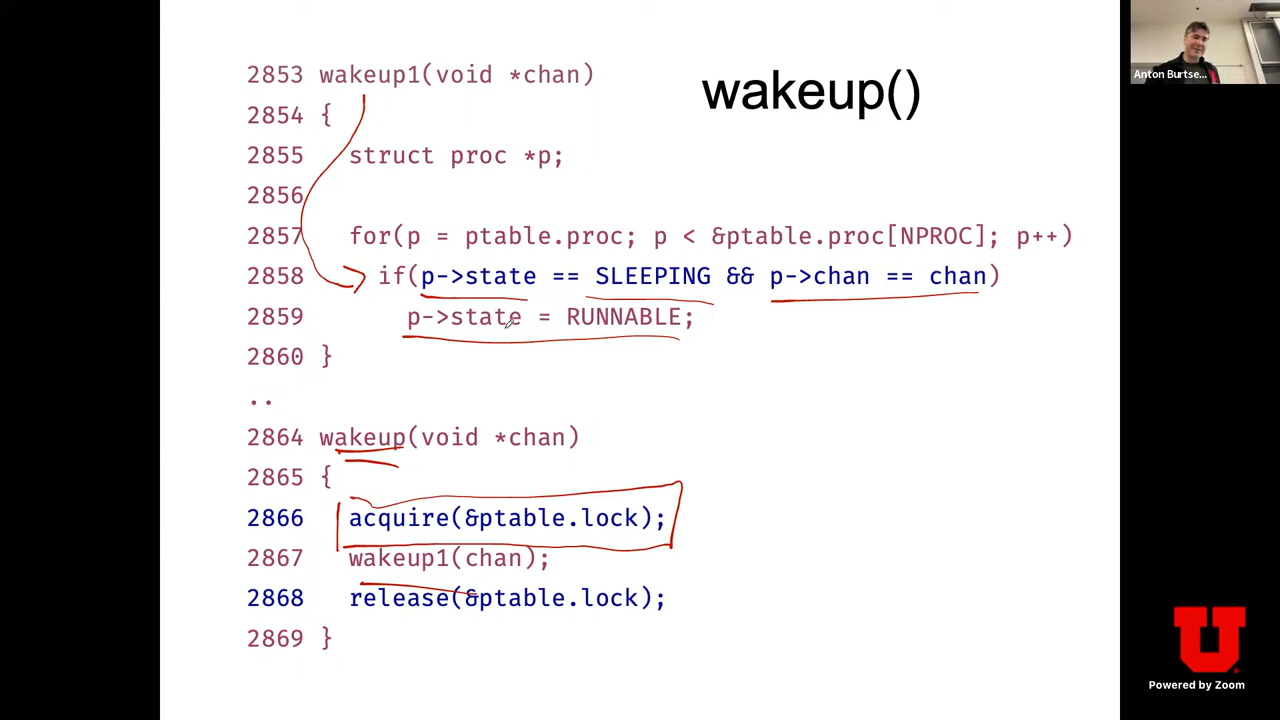 wakeup()
2853 wakeup1(void *chan)
2854 {
2855 struct proc *p;
2856
2857 for(p = ptable.proc; p < &ptable.proc[NPROC]; p++)
2858 if(p->state == SLEEPING && p->chan == chan)
2859 p->state = RUNNABLE;
2860 }
..
2864 wakeup(void *chan)
2865 {
2866 acquire(&ptable.lock);
2867 wakeup1(chan);
2868 release(&ptable.lock);
2869 }
Anton Burtse...
U
Powered by Zoom